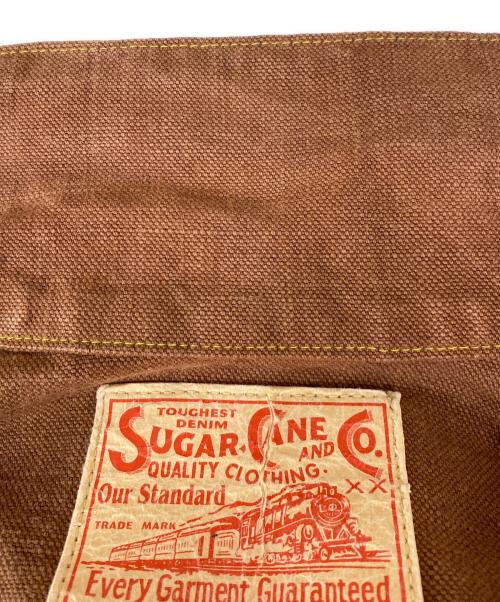 TOUGHEST
DENIM
SUGAR CANE AND CO.
QUALITY CLOTHING.
Our Standard XX
TRADE MARK
Every Garment Guaranteed